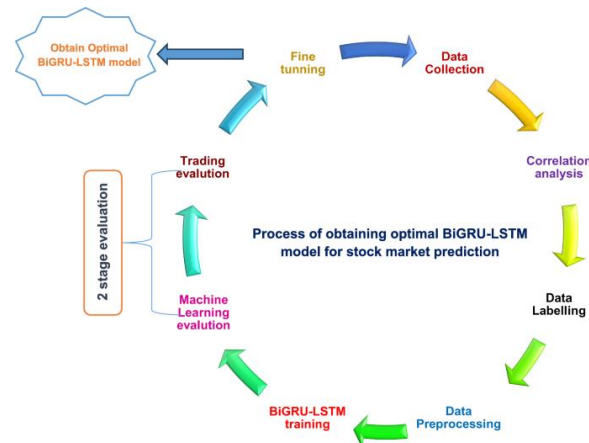 Obtain Optimal
BiGRU-LSTM model
Fine
tunning
Data
Collection
Correlation
analysis
Data
Labelling
Data
Preprocessing
BiGRU-LSTM
training
Machine
Learning
evalution
Trading
evalution
2 stage evaluation
Process of obtaining optimal BiGRU-LSTM
model for stock market prediction